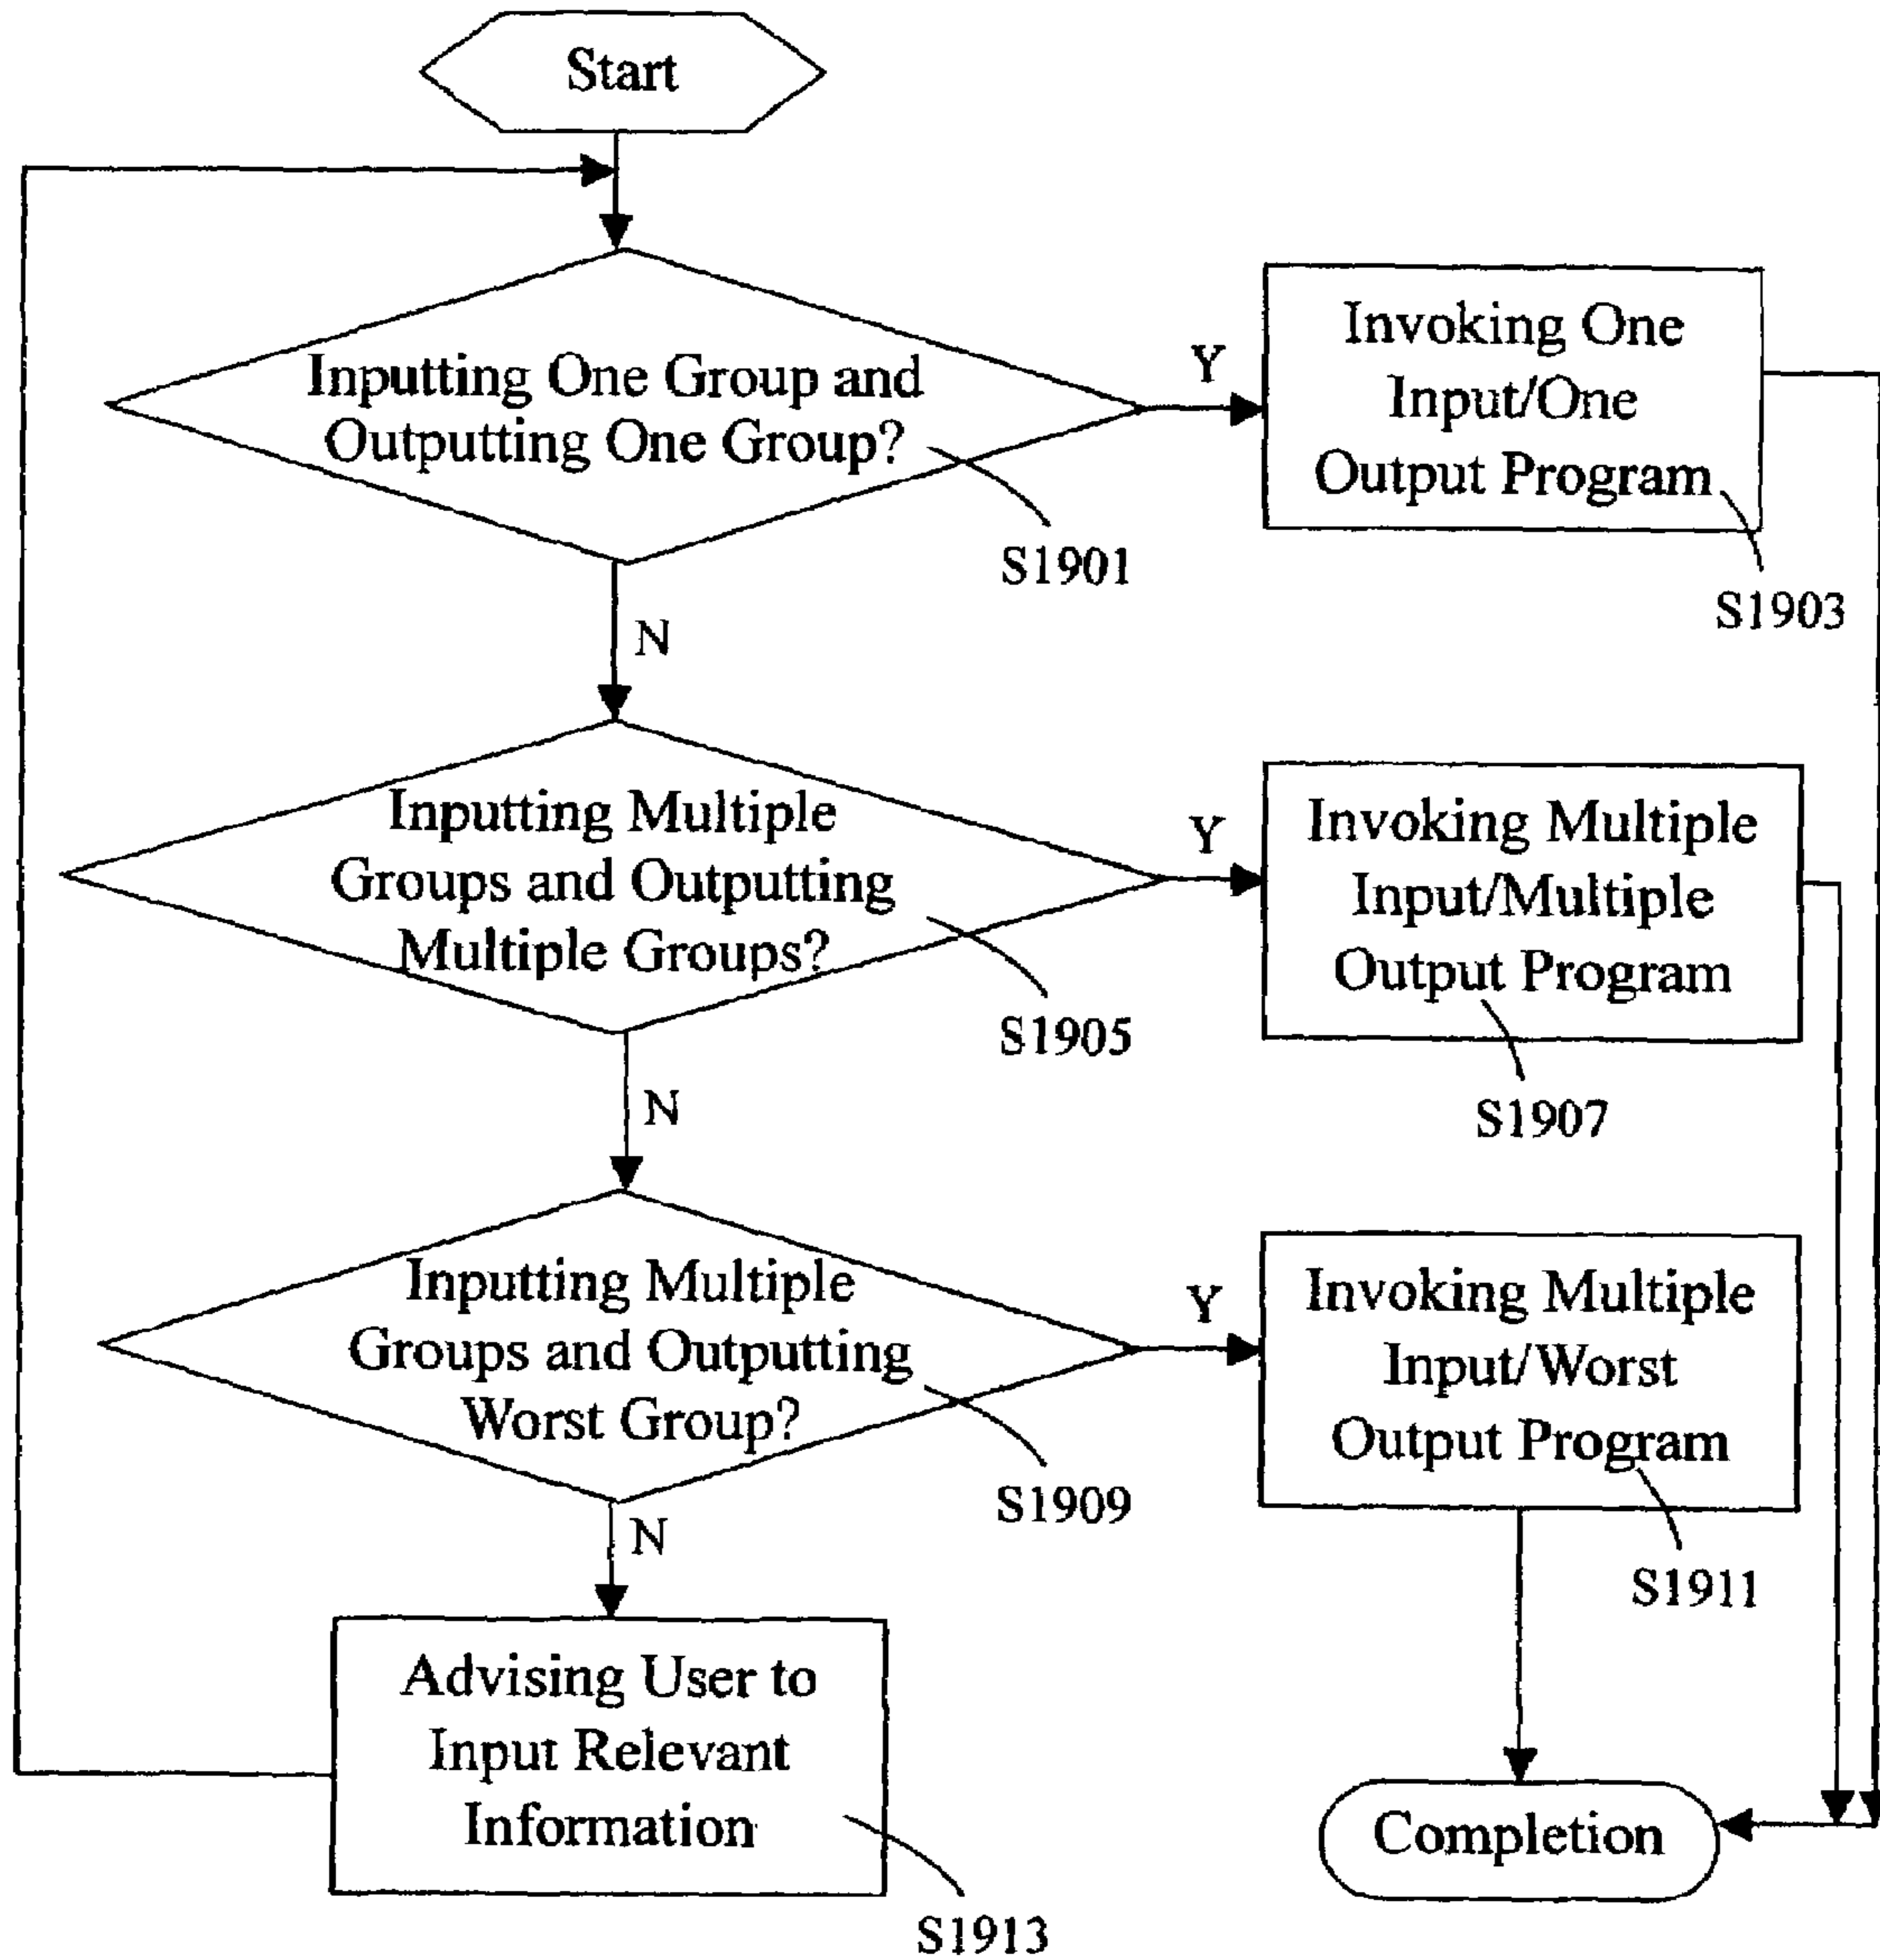 Start
Inputting One Group and
Outputting One Group?
S1901
Y
Invoking One
Input/One
Output Program
S1903
N
Inputting Multiple
Groups and Outputting
Multiple Groups?
S1905
Y
Invoking Multiple
Input/Multiple
Output Program
S1907
N
Inputting Multiple
Groups and Outputting
Worst Group?
S1909
Y
Invoking Multiple
Input/Worst
Output Program
S1911
N
Advising User to
Input Relevant
Information
S1913
Completion